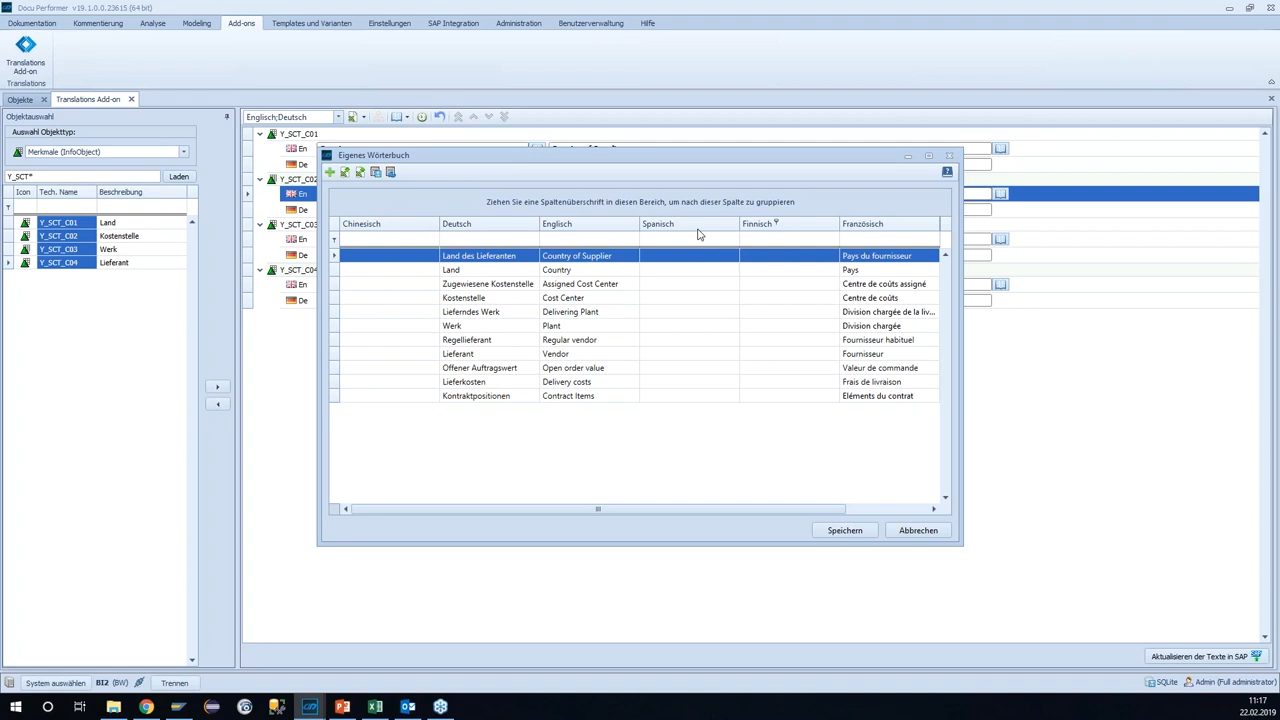 Docu Performer v19.1.0.0.23615 (64 bit)
Dokumentation Kommentierung Analyse Modeling Add-ons Templates und Varianten Einstellungen SAP Integration Administration Benutzerverwaltung Hilfe
Translations
Add-on
Translations
Objekte Translations Add-on
Objektauswahl
Auswahl Objekttyp:
Merkmale (InfoObject)
Y_SCT* Laden
Icon Tech. Name Beschreibung
Y_SCT_C01 Land
Y_SCT_C02 Kostenstelle
Y_SCT_C03 Werk
Y_SCT_C04 Lieferant
Englisch;Deutsch
Y_SCT_C01
En
De
Y_SCT_C02
En
De
Y_SCT_C03
En
De
Y_SCT_C04
En
De
Eigenes Wörterbuch
Ziehen Sie eine Spaltenüberschrift in diesen Bereich, um nach dieser Spalte zu gruppieren
Chinesisch Deutsch Englisch Spanisch Finnisch Französisch
Land des Lieferanten Country of Supplier Pays du fournisseur
Land Country Pays
Zugewiesene Kostenstelle Assigned Cost Center Centre de coûts assigné
Kostenstelle Cost Center Centre de coûts
Lieferndes Werk Delivering Plant Division chargée de la liv...
Werk Plant Division chargée
Regellieferant Regular vendor Fournisseur habituel
Lieferant Vendor Fournisseur
Offener Auftragswert Open order value Valeur de commande
Lieferkosten Delivery costs Frais de livraison
Kontraktpositionen Contract Items Eléments du contrat
Speichern Abbrechen
Aktualisieren der Texte in SAP
System auswählen BI2 (BW) Trennen SQLite Admin (Full administrator)
11:17
22.02.2019